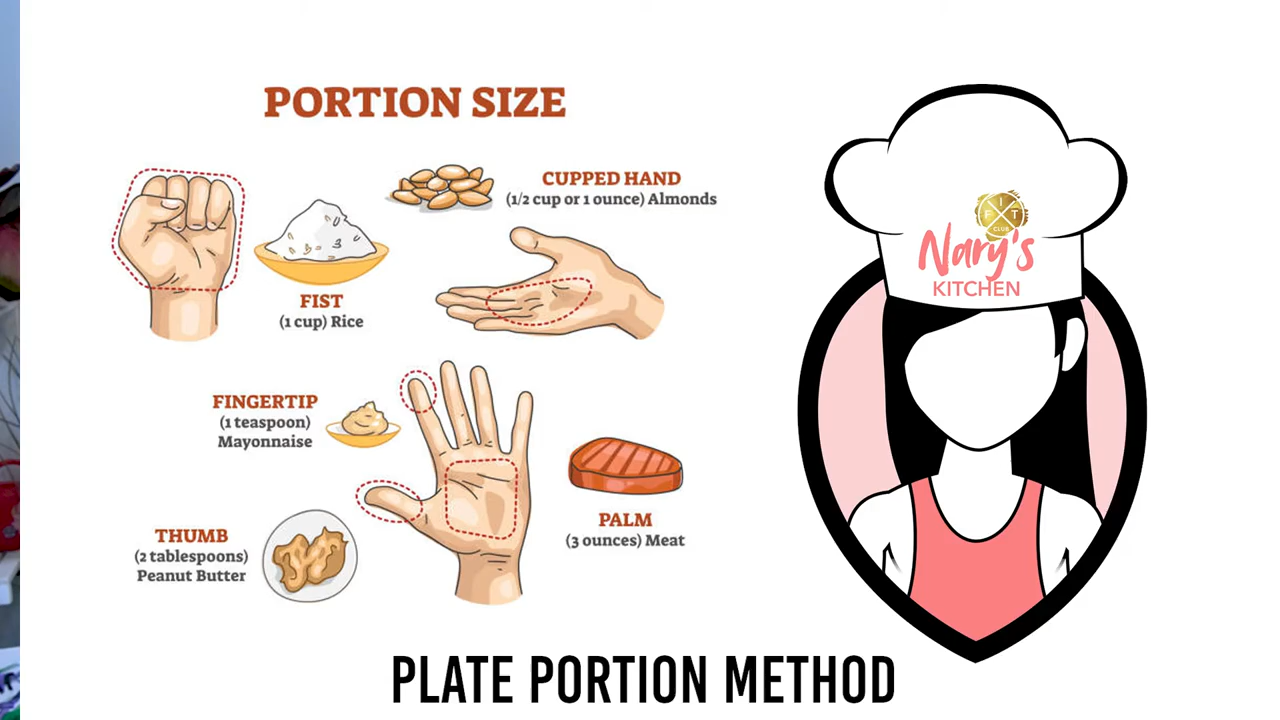 PORTION SIZE
CUPPED HAND
(1/2 cup or 1 ounce) Almonds
FIST
(1 cup) Rice
FINGERTIP
(1 teaspoon)
Mayonnaise
THUMB
(2 tablespoons)
Peanut Butter
PALM
(3 ounces) Meat
FIT
CLUB
Nary's
KITCHEN
PLATE PORTION METHOD